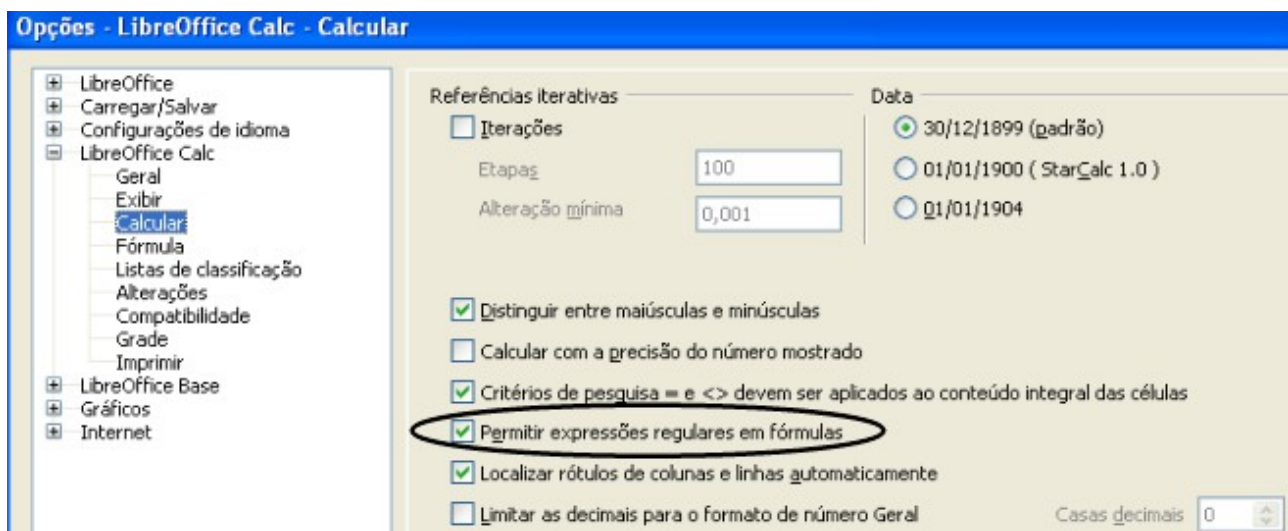 Opções - LibreOffice Calc - Calcular
LibreOffice
Carregar/Salvar
Configurações de idioma
LibreOffice Calc
Geral
Exibir
Calcular
Fórmula
Listas de classificação
Alterações
Compatibilidade
Grade
Imprimir
LibreOffice Base
Gráficos
Internet
Referências iterativas
Iterações
Etapas 100
Alteração mínima 0,001
Data
30/12/1899 (padrão)
01/01/1900 ( StarCalc 1.0 )
01/01/1904
Distinguir entre maiúsculas e minúsculas
Calcular com a precisão do número mostrado
Critérios de pesquisa = e <> devem ser aplicados ao conteúdo integral das células
Permitir expressões regulares em fórmulas
Localizar rótulos de colunas e linhas automaticamente
Limitar as decimais para o formato de número Geral Casas decimais 0